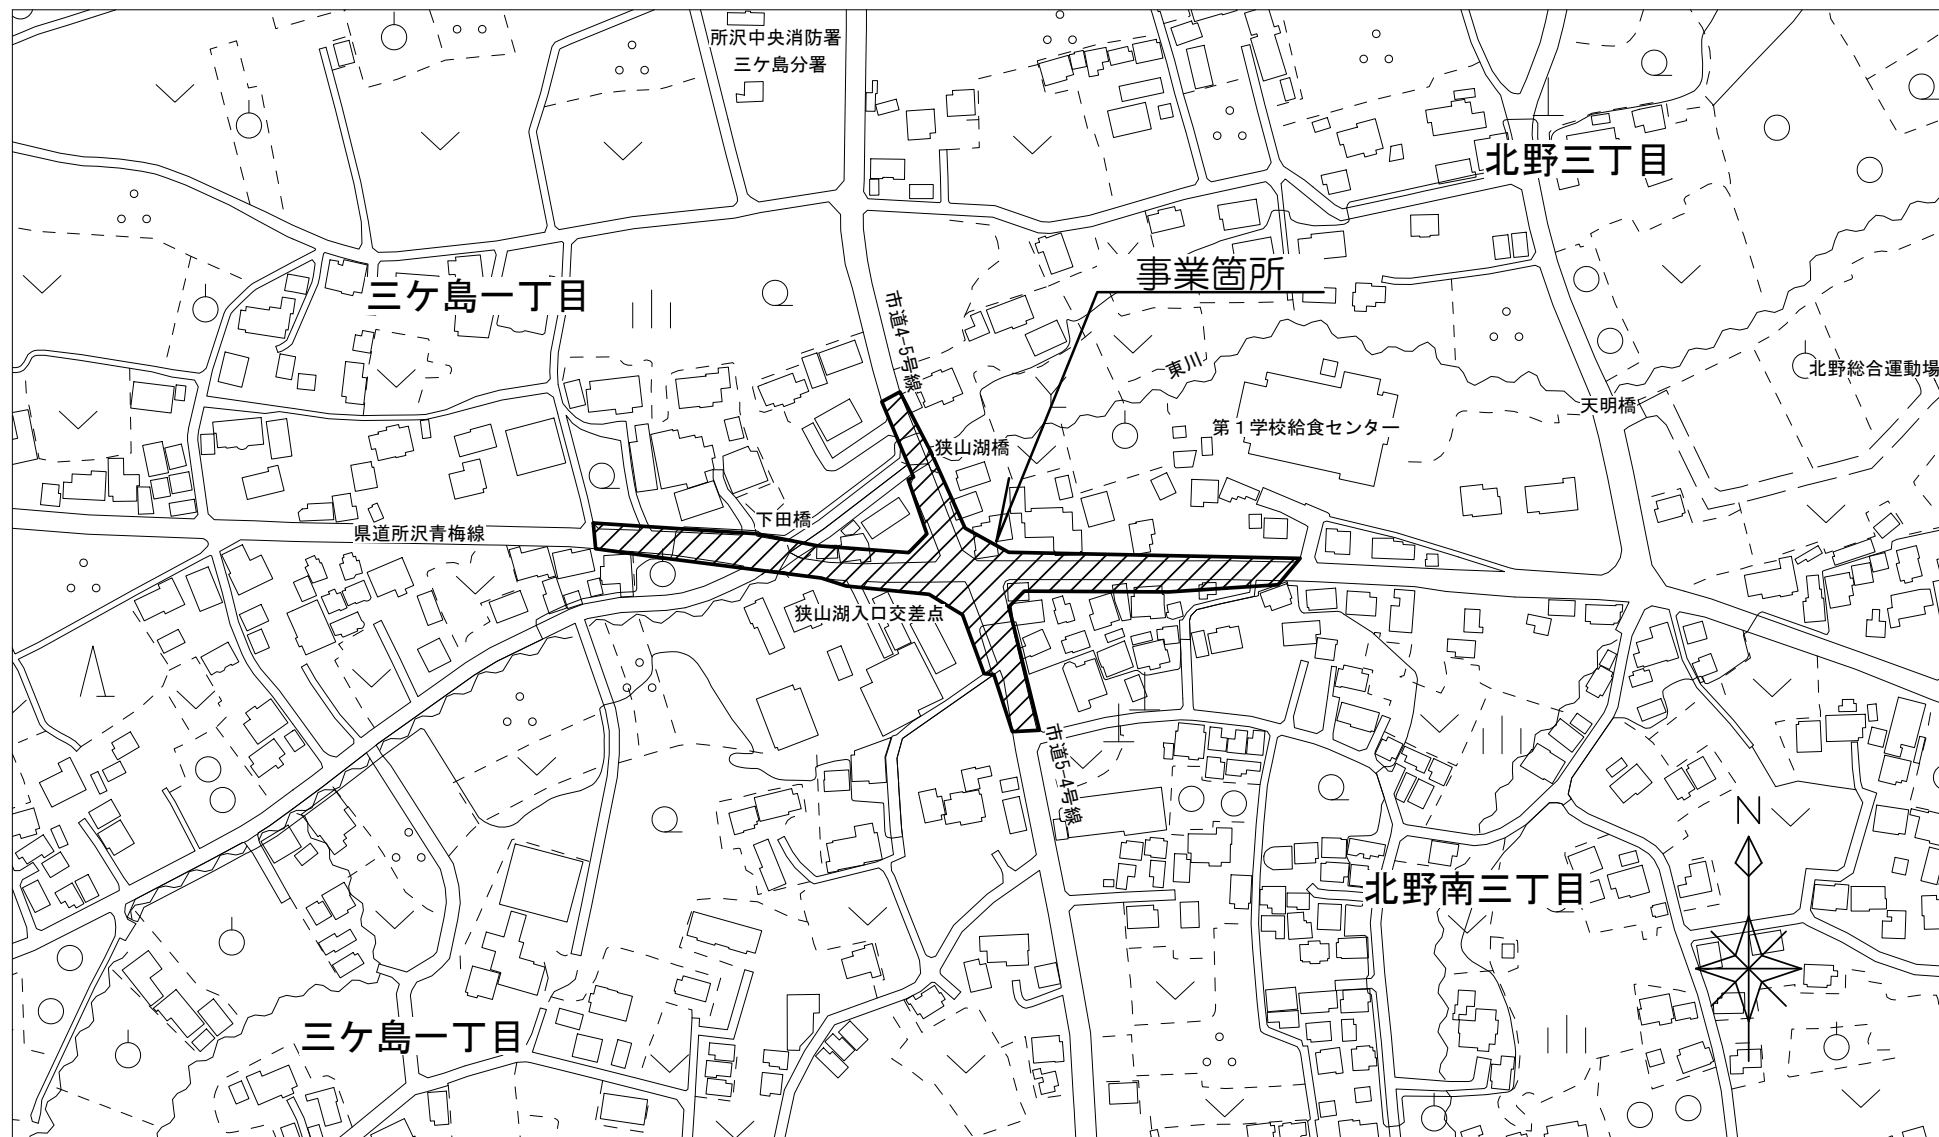 所沢中央消防署
三ケ島分署
北野三丁目
三ケ島一丁目
事業箇所
市道4-5号線
東川
北野総合運動場
天明橋
第1学校給食センター
狭山湖橋
下田橋
県道所沢青梅線
狭山湖入口交差点
市道5-4号線
N
北野南三丁目
三ケ島一丁目